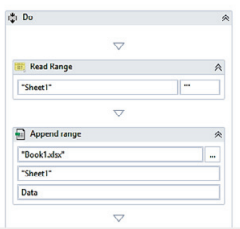 Do
Read Range
"Sheet1"
""
Append range
"Book1.xlsx"
...
"Sheet1"
Data